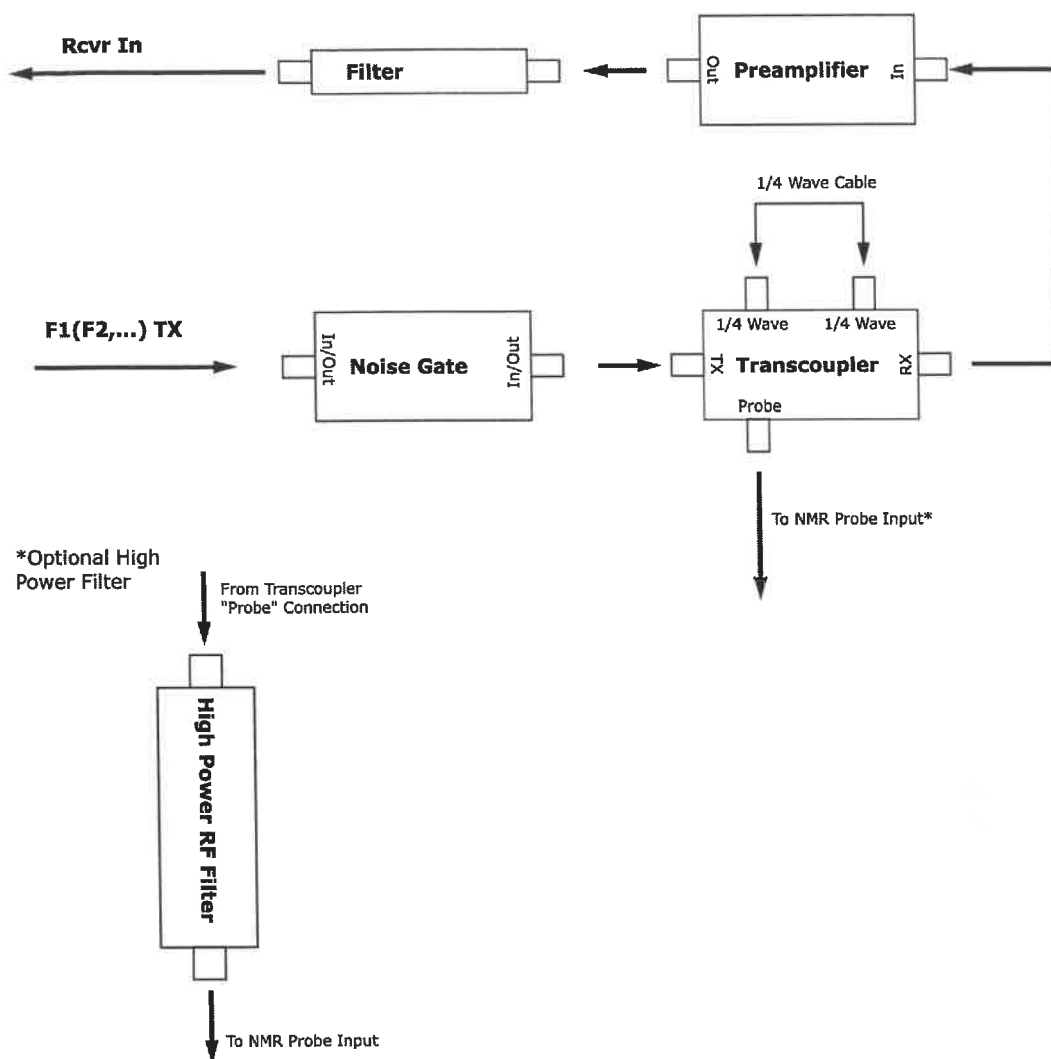 Rcvr In
Filter
Out
Preamplifier
In
1/4 Wave Cable
F1(F2,...) TX
In/Out
Noise Gate
In/Out
1/4 Wave
1/4 Wave
TX
Transcoupler
RX
Probe
To NMR Probe Input*
*Optional High
Power Filter
From Transcoupler
"Probe" Connection
High Power RF Filter
To NMR Probe Input